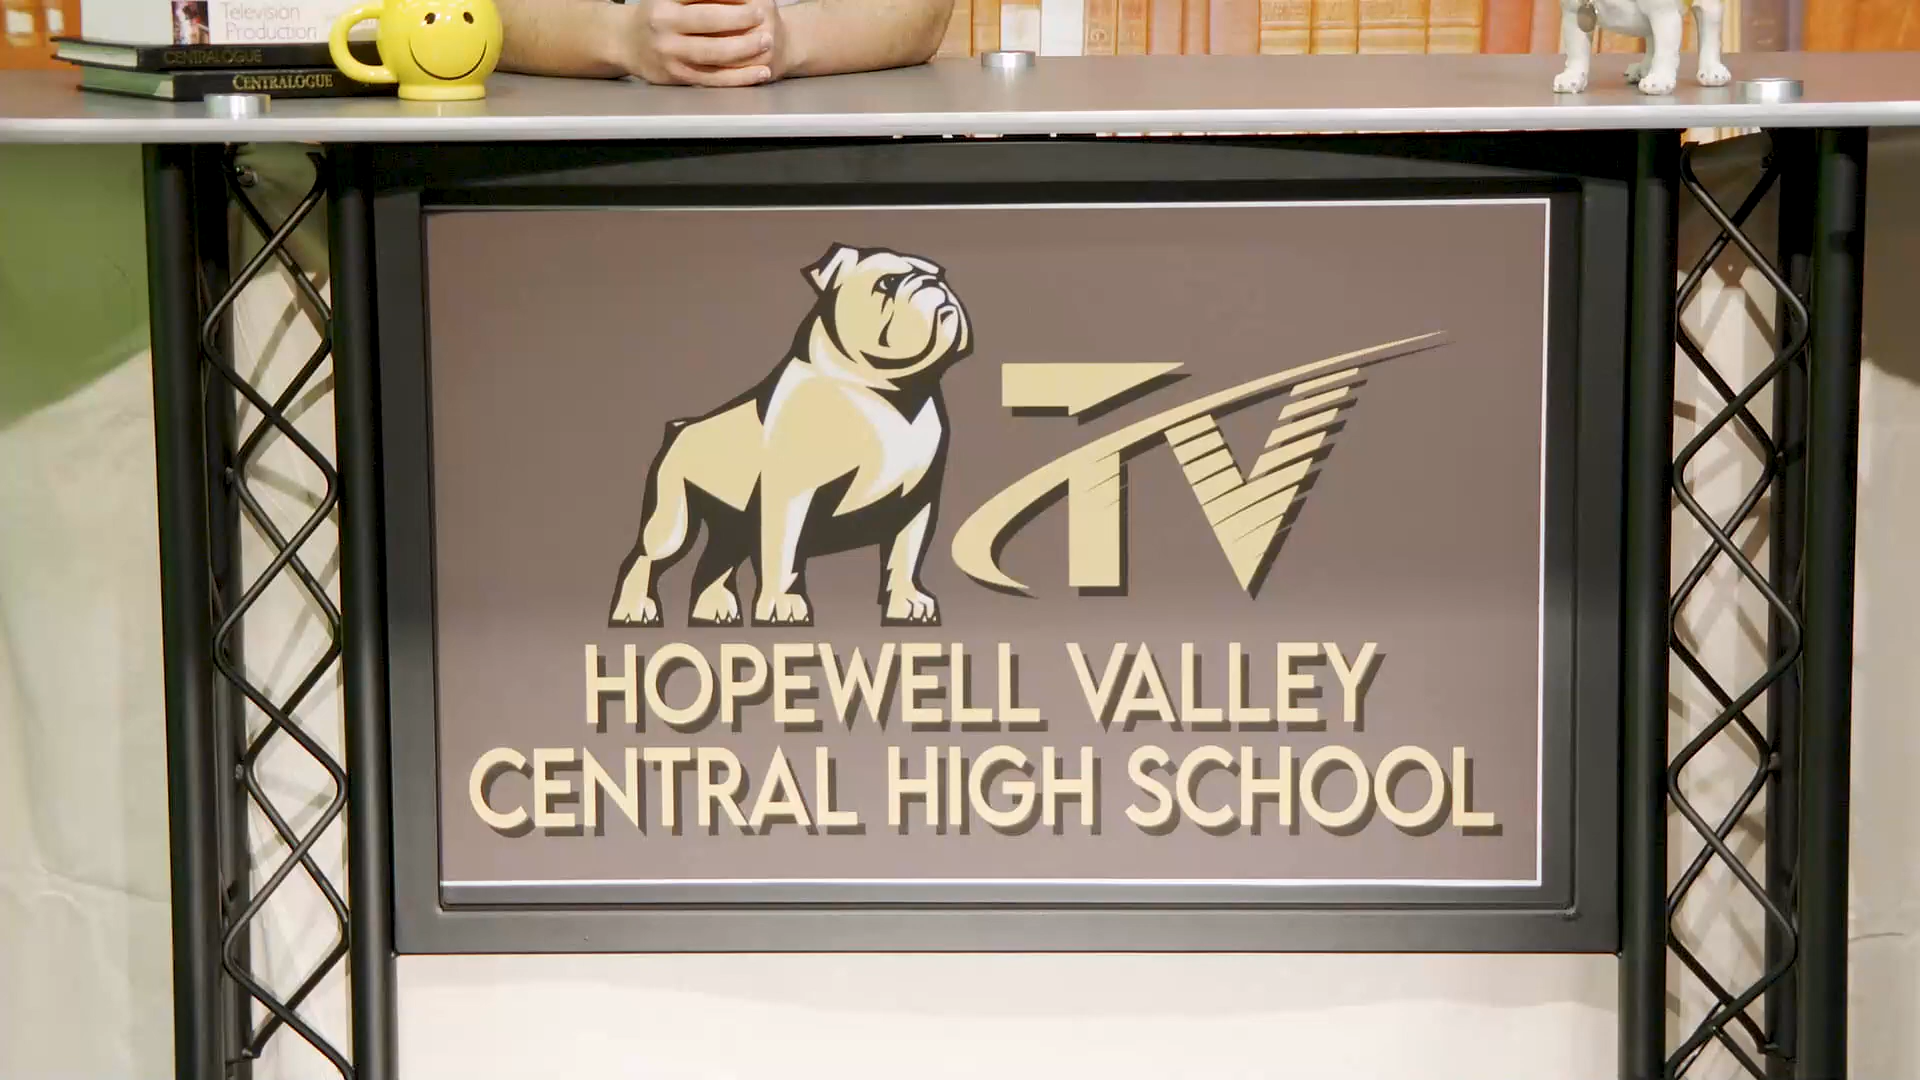 Television
Production
CENTRALOGUE
CENTRALOGUE
TV
HOPEWELL VALLEY
CENTRAL HIGH SCHOOL